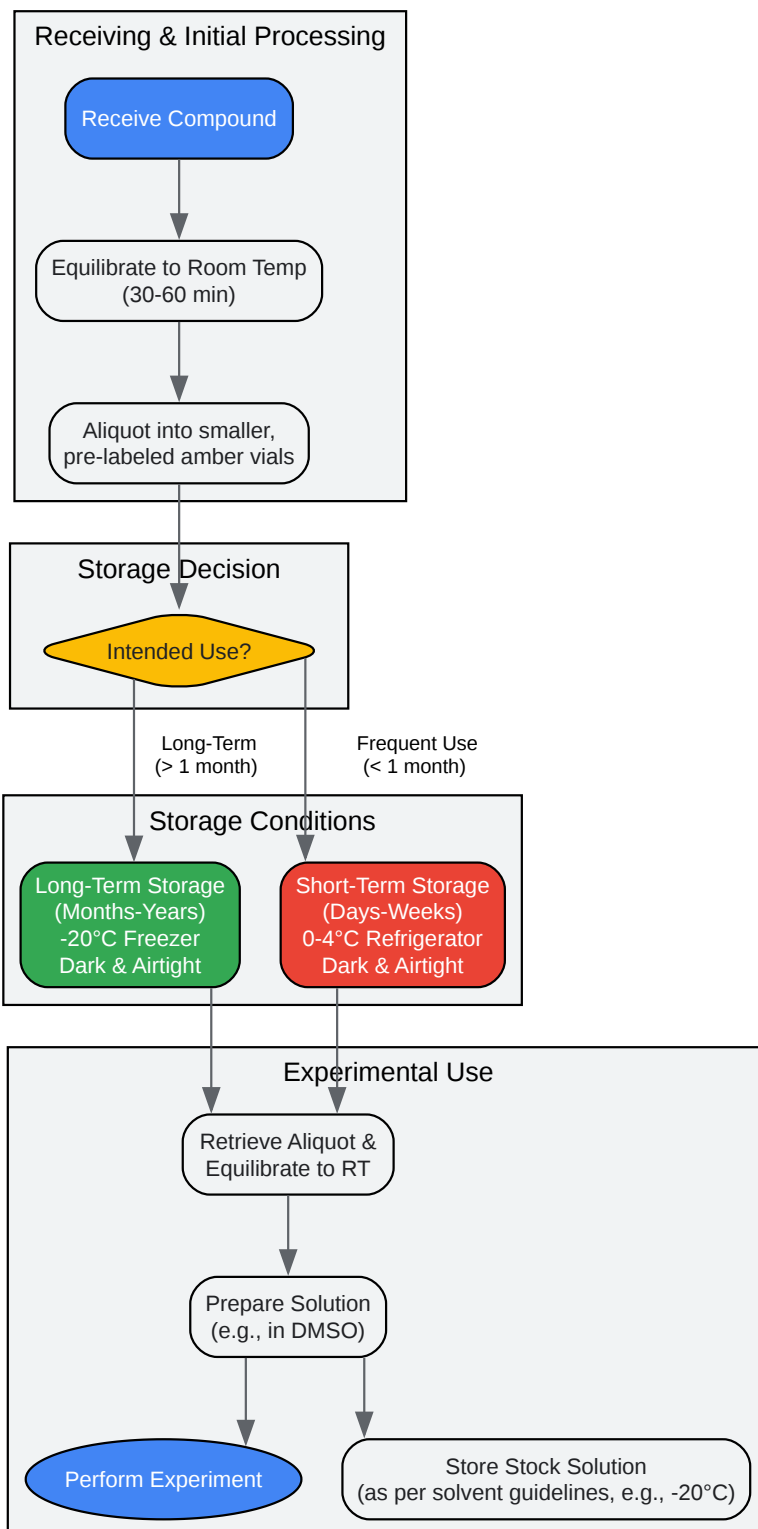 Receiving & Initial Processing
Receive Compound
Equilibrate to Room Temp
(30-60 min)
Aliquot into smaller,
pre-labeled amber vials
Storage Decision
Intended Use?
Long-Term
(> 1 month)
Frequent Use
(< 1 month)
Storage Conditions
Long-Term Storage
(Months-Years)
-20°C Freezer
Dark & Airtight
Short-Term Storage
(Days-Weeks)
0-4°C Refrigerator
Dark & Airtight
Experimental Use
Retrieve Aliquot &
Equilibrate to RT
Prepare Solution
(e.g., in DMSO)
Perform Experiment
Store Stock Solution
(as per solvent guidelines, e.g., -20°C)